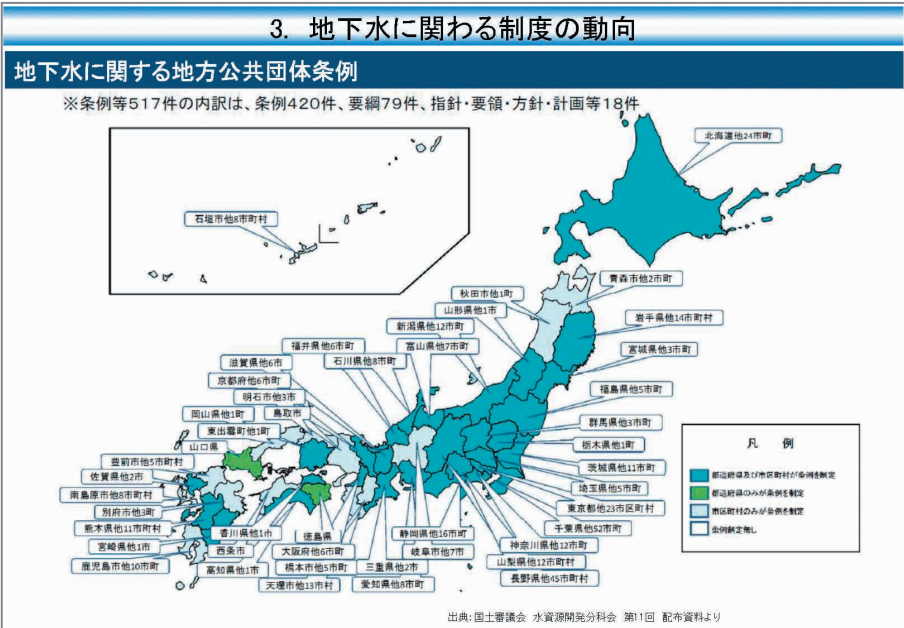 3. 地下水に関わる制度の動向
地下水に関する地方公共団体条例
※条例等517件の内訳は、条例420件、要綱79件、指針・要領・方針・計画等18件
北海道他24市町
石垣市他8市町村
青森市他2市町
秋田市他1町
山形県他1市
岩手県他14市町村
新潟県他12市町
福井県他6市町
富山県他7市町
宮城県他3市町
滋賀県他6市
石川県他8市町
京都府他6市町
福島県他5市町
明石市他3市
岡山県他1町
鳥取市
群馬県他3市町
東出雲町他1町
栃木県他1町
山口県
凡 例
豊前市他5市町村
茨城県他11市町
都道府県及び市区町村が条例を制定
佐賀県他2市
埼玉県他5市町
都道府県のみが条例を制定
南島原市他8市町村
東京都他23市区町村
市区町村のみが条例を制定
別府市他3町
千葉県他52市町
条例制定無し
熊本県他11市町村
香川県他1市
徳島県
静岡県他16市町
神奈川県他12市町
宮崎県他1市
西条市
大阪府他6市町
岐阜市他7市
山梨県他12市町村
鹿児島市他10市町
高知県他1市
橋本市他5市町
三重県他2市
長野県他45市町村
天理市他13市村
愛知県他8市町
出典：国土審議会 水資源開発分科会 第11回 配布資料より